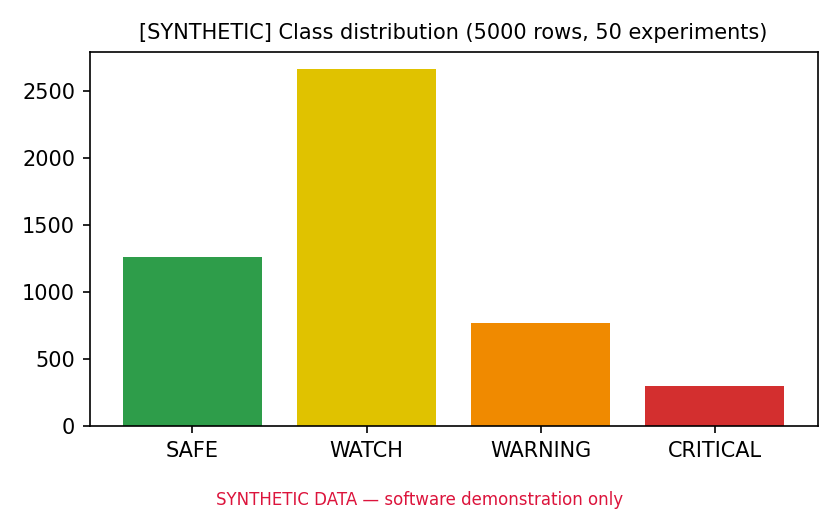 [SYNTHETIC] Class distribution (5000 rows, 50 experiments)
2500
2000
1500
1000
500
0
SAFE WATCH WARNING CRITICAL
SYNTHETIC DATA — software demonstration only